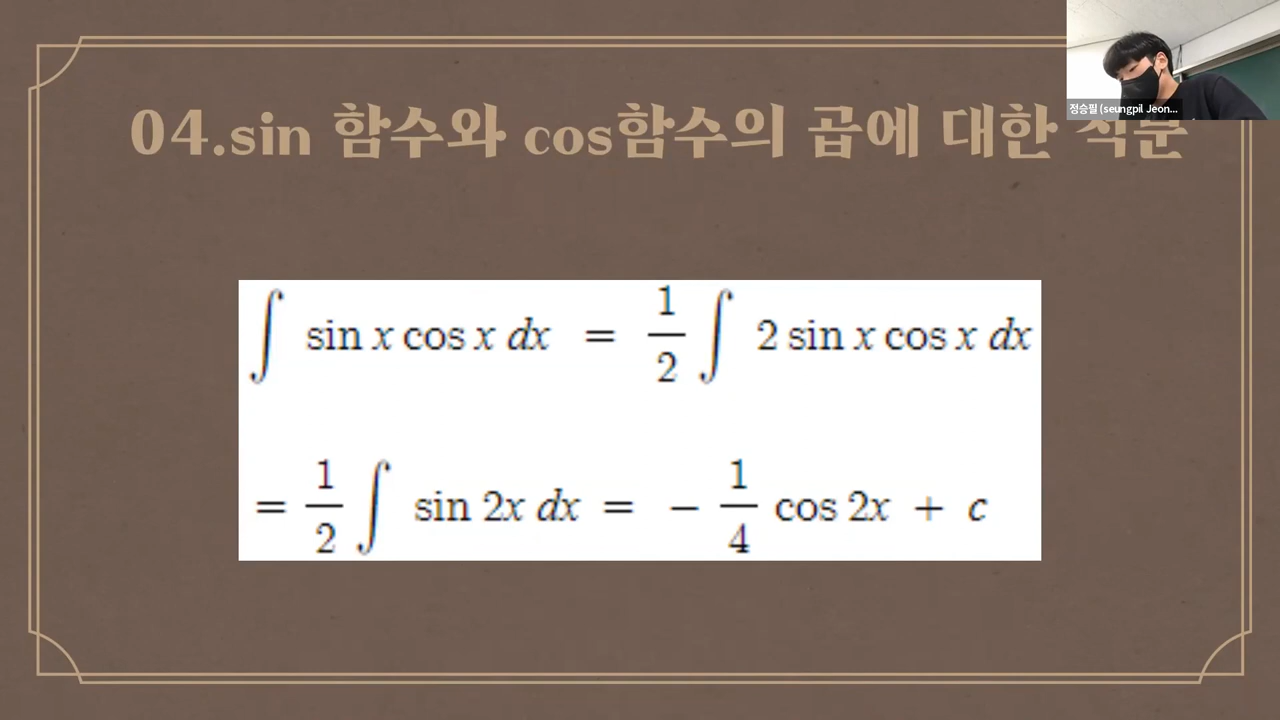 04.sin 함수와 cos함수의 곱에 대한 적분
정승필 (seungpil Jeon...
∫ sin x cos x dx = 1/2 ∫ 2 sin x cos x dx
= 1/2 ∫ sin 2x dx = − 1/4 cos 2x + c